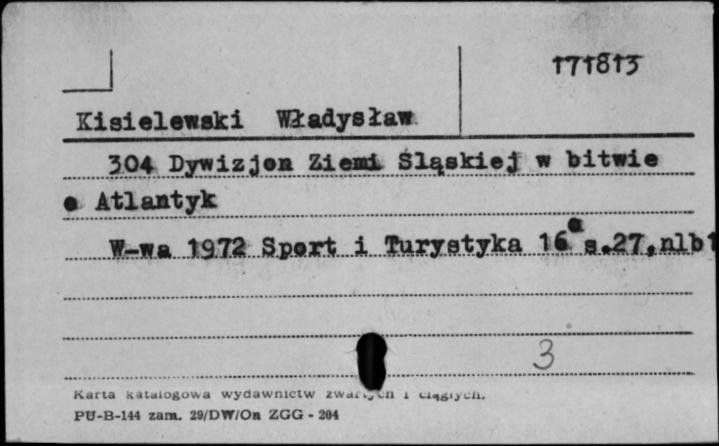 171813
Kisielewski Władysław
304 Dywizjon Ziemi Śląskiej w bitwie
o Atlantyk
W-wa 1972 Sport i Turystyka 16° s.27,nlb1
3
Karta katalogowa wydawnictw zwartych i ciągłych.
PU-B-144 zam. 29/DW/On ZGG - 204